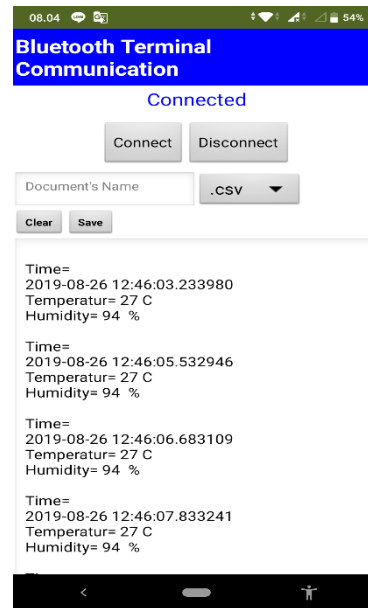 08.04 54%
Bluetooth Terminal
Communication
Connected
Connect Disconnect
Document's Name .csv
Clear Save
Time=
2019-08-26 12:46:03.233980
Temperatur= 27 C
Humidity= 94 %
Time=
2019-08-26 12:46:05.532946
Temperatur= 27 C
Humidity= 94 %
Time=
2019-08-26 12:46:06.683109
Temperatur= 27 C
Humidity= 94 %
Time=
2019-08-26 12:46:07.833241
Temperatur= 27 C
Humidity= 94 %